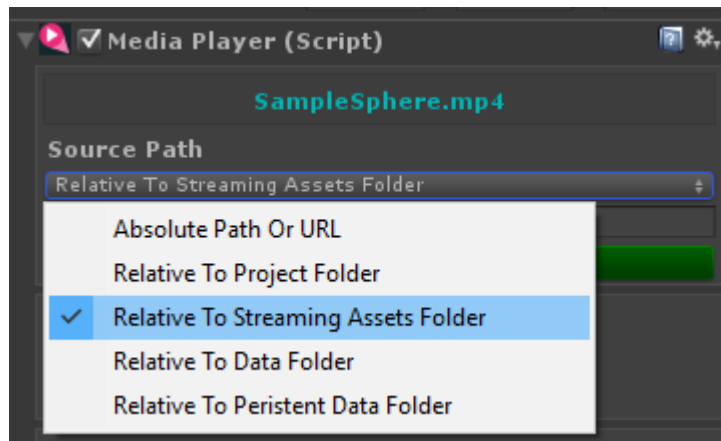 Media Player (Script)
SampleSphere.mp4
Source Path
Relative To Streaming Assets Folder
Absolute Path Or URL
Relative To Project Folder
Relative To Streaming Assets Folder
Relative To Data Folder
Relative To Peristent Data Folder